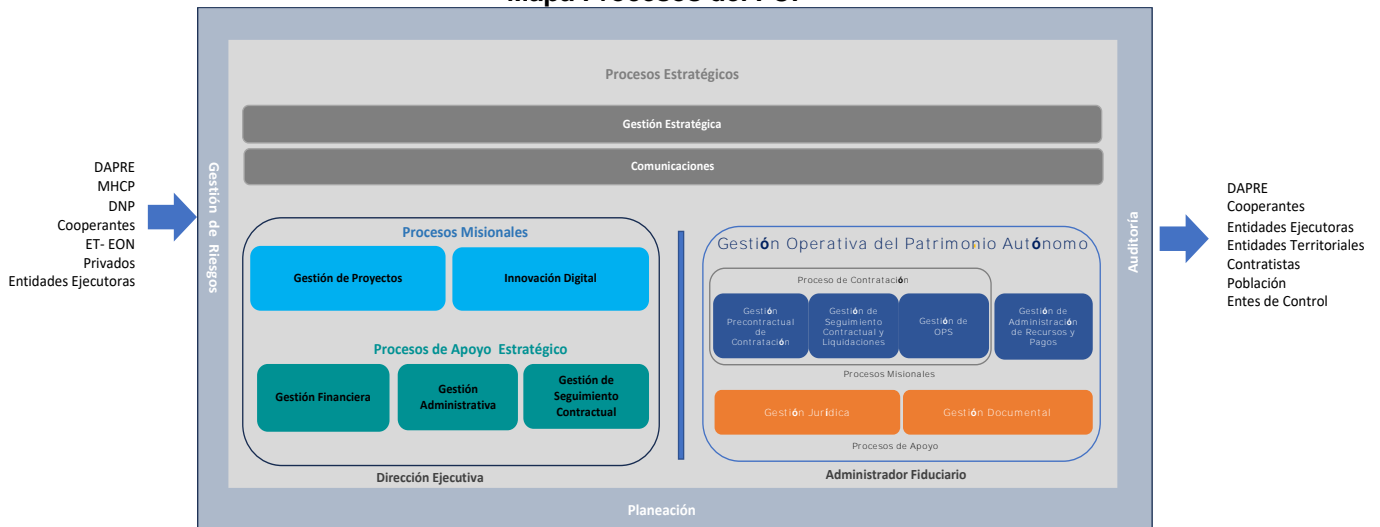 DAPRE
MHCP
DNP
Cooperantes
ET- EON
Privados
Entidades Ejecutoras
Gestión de Riesgos
Procesos Estratégicos
Gestión Estratégica
Comunicaciones
Procesos Misionales
Gestión de Proyectos
Innovación Digital
Procesos de Apoyo Estratégico
Gestión Financiera
Gestión
Administrativa
Gestión de
Seguimiento
Contractual
Dirección Ejecutiva
Gestión Operativa del Patrimonio Autónomo
Proceso de Contratación
Gestión
Precontractual
de
Contratación
Gestión de
Seguimiento
Contractual y
Liquidaciones
Gestión de
OPS
Gestión de
Administración
de Recursos y
Pagos
Procesos Misionales
Gestión Jurídica
Gestión Documental
Procesos de Apoyo
Administrador Fiduciario
Planeación
Auditoría
DAPRE
Cooperantes
Entidades Ejecutoras
Entidades Territoriales
Contratistas
Población
Entes de Control